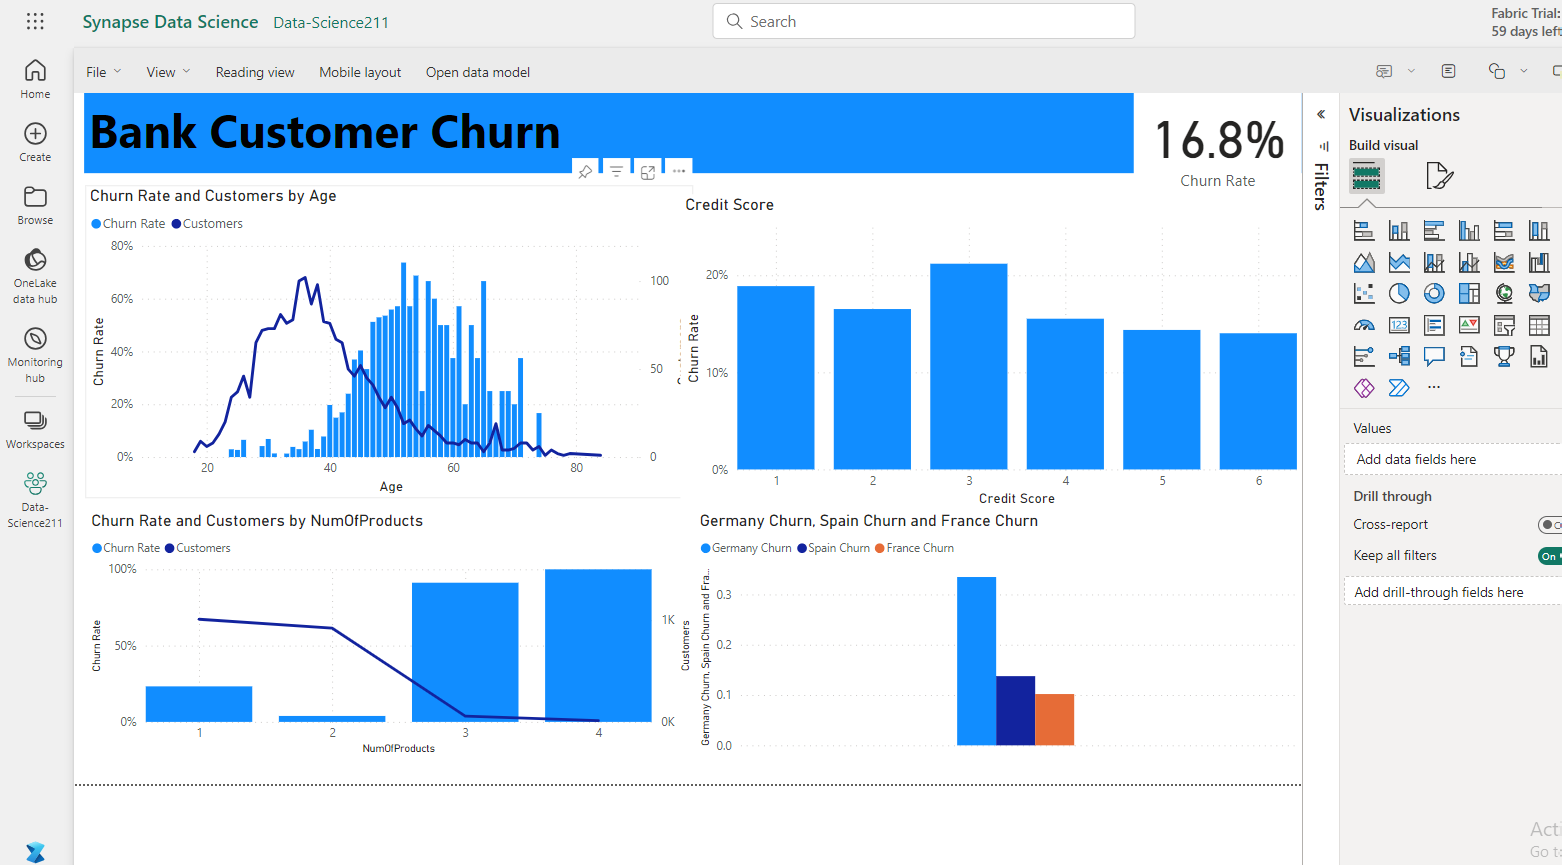 Synapse Data Science Data-Science211
Search
Fabric Trial:
59 days left
File View Reading view Mobile layout Open data model
Home
Create
Browse
OneLake
data hub
Monitoring
hub
Workspaces
Data-
Science211
Bank Customer Churn
16.8%
Churn Rate
Churn Rate and Customers by Age
Churn Rate Customers
80%
60%
40%
20%
0%
Churn Rate
100
50
0
20 40 60 80
Age
Credit Score
Churn Rate
20%
10%
0%
1 2 3 4 5 6
Credit Score
Churn Rate and Customers by NumOfProducts
Churn Rate Customers
100%
50%
0%
Churn Rate
1K
0K
Customers
1 2 3 4
NumOfProducts
Germany Churn, Spain Churn and France Churn
Germany Churn Spain Churn France Churn
Germany Churn, Spain Churn and Fra...
0.3
0.2
0.1
0.0
Filters
Visualizations
Build visual
123
...
Values
Add data fields here
Drill through
Cross-report
Keep all filters
On
Add drill-through fields here
Acti
Go to